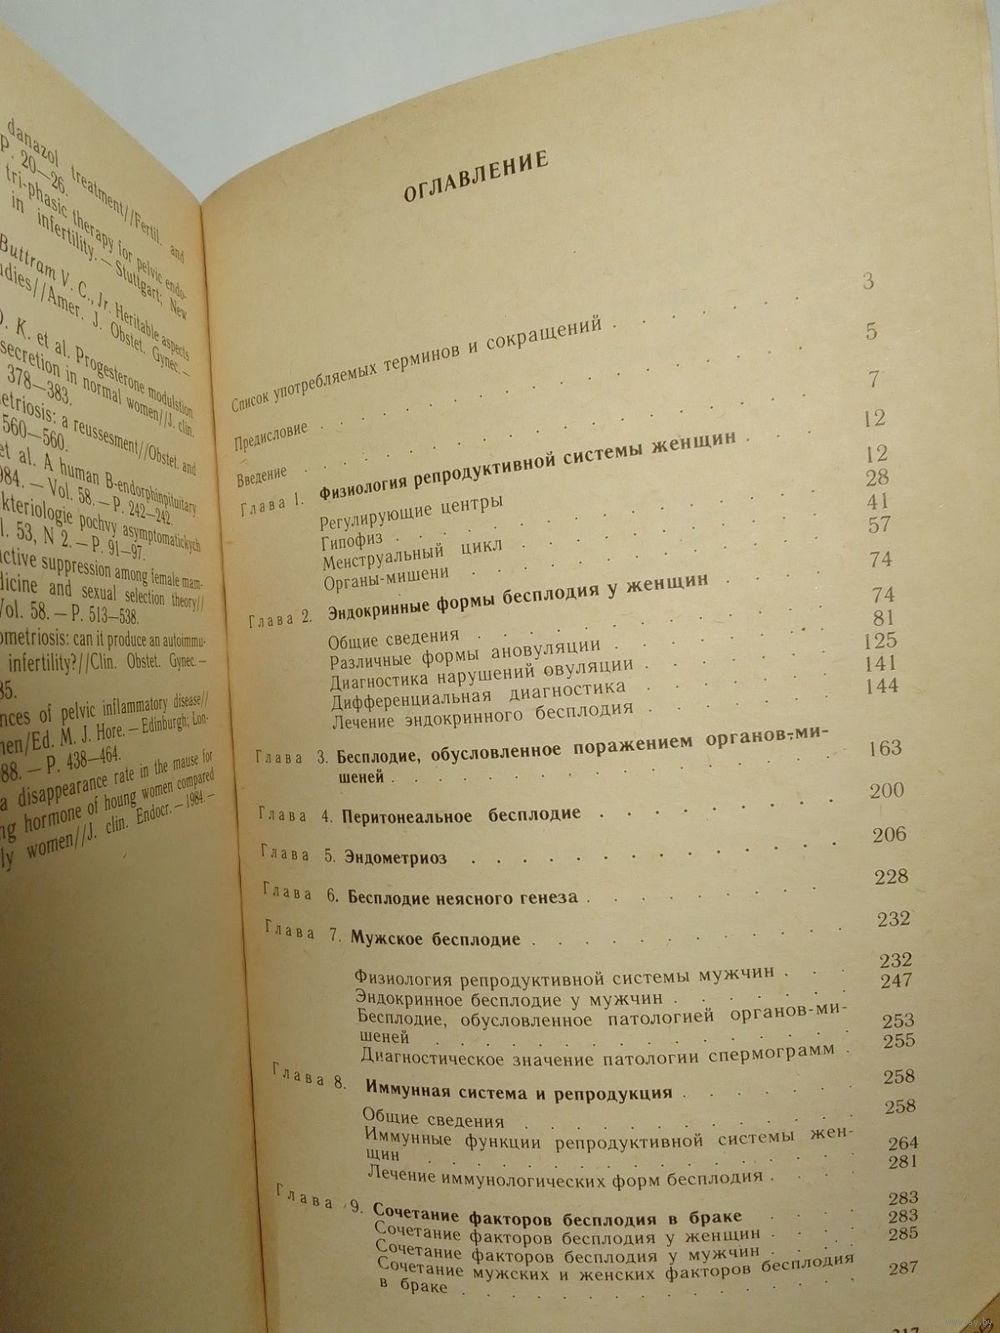 danazol treatment//Fertil. and
P. 20—26.
tri-phasic therapy for pelvic endo-
in infertility. — Stuttgart; New
Buttram V. C., Jr. Heritable aspects
//Amer. J. Obstet. Gynec. —
K. et al. Progesterone modulstion
secretion in normal women//J. clin.
378—383.
a reussesment//Obstet. and
560—560.
et al. A human B-endorphinpituitary
— Vol. 58. — P. 242—242.
pochvy asymptomatickych
53, N 2. — P. 91—97.
suppression among female mam-
and sexual selection theory//
Vol. 58. — P. 513—538.
can it produce an autoimmu-
infertility?//Clin. Obstet. Gynec. —
85.
of pelvic inflammatory disease//
M. J. Hore. — Edinburgh; Lon-
88. — P. 438—464.
a disappearance rate in the mause for
hormone of houng women compared
women//J. clin. Endocr. — 1984. —
ОГЛАВЛЕНИЕ
Список употребляемых терминов и сокращений . . . . . . 3
Предисловие . . . . . . . . . . . . . 5
Введение . . . . . . . . . . . . . . 7
Глава 1. Физиология репродуктивной системы женщин . . . 12
Регулирующие центры 12
Гипофиз . . . . . . . . . . . . 28
Менструальный цикл . . . . . . . . 41
Органы-мишени . . . . . . . . . 57
Глава 2. Эндокринные формы бесплодия у женщин . . . . 74
Общие сведения . . . . . . . . . . 74
Различные формы ановуляции . . . . . . 81
Диагностика нарушений овуляции . . . . . 125
Дифференциальная диагностика . . . . . 141
Лечение эндокринного бесплодия . . . . . 144
Глава 3. Бесплодие, обусловленное поражением органов-ми-
шеней . . . . . . . . . . . . 163
Глава 4. Перитонеальное бесплодие . . . . . . 200
Глава 5. Эндометриоз . . . . . . . . . . 206
Глава 6. Бесплодие неясного генеза . . . . . . 228
Глава 7. Мужское бесплодие . . . . . . . . 232
Физиология репродуктивной системы мужчин . . . 232
Эндокринное бесплодие у мужчин . . . . . . 247
Бесплодие, обусловленное патологией органов-ми-
шеней . . . . . . . . . . . . 253
Диагностическое значение патологии спермограмм . 255
Глава 8. Иммунная система и репродукция . . . . . 258
Общие сведения . . . . . . . . . . 258
Иммунные функции репродуктивной системы жен-
щин . . . . . . . . . . . . . 264
Лечение иммунологических форм бесплодия . . . 281
Глава 9. Сочетание факторов бесплодия в браке . . . . 283
Сочетание факторов бесплодия у женщин . . . . 283
Сочетание факторов бесплодия у мужчин . . . . 285
Сочетание мужских и женских факторов бесплодия
в браке . . . . . . . . . . . . 287
317